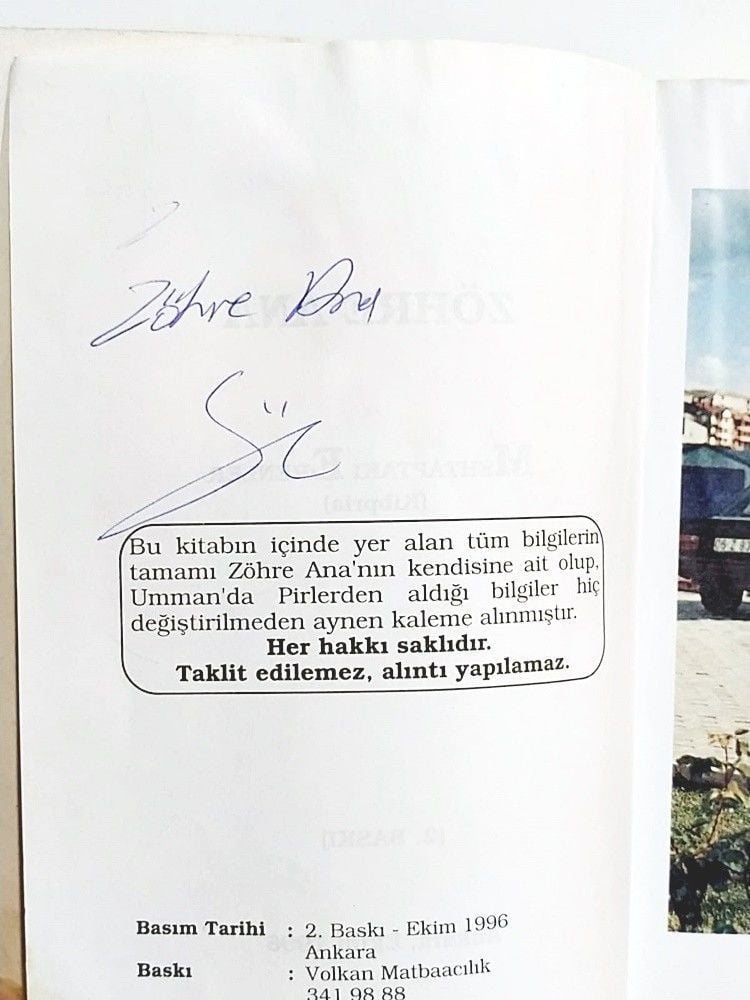 Zöhre Ana
Bu kitabın içinde yer alan tüm bilgilerin
tamamı Zöhre Ana'nın kendisine ait olup,
Umman'da Pirlerden aldığı bilgiler hiç
değiştirilmeden aynen kaleme alınmıştır.
Her hakkı saklıdır.
Taklit edilemez, alıntı yapılamaz.
Basım Tarihi : 2. Baskı - Ekim 1996
Ankara
Baskı : Volkan Matbaacılık
341 98 88